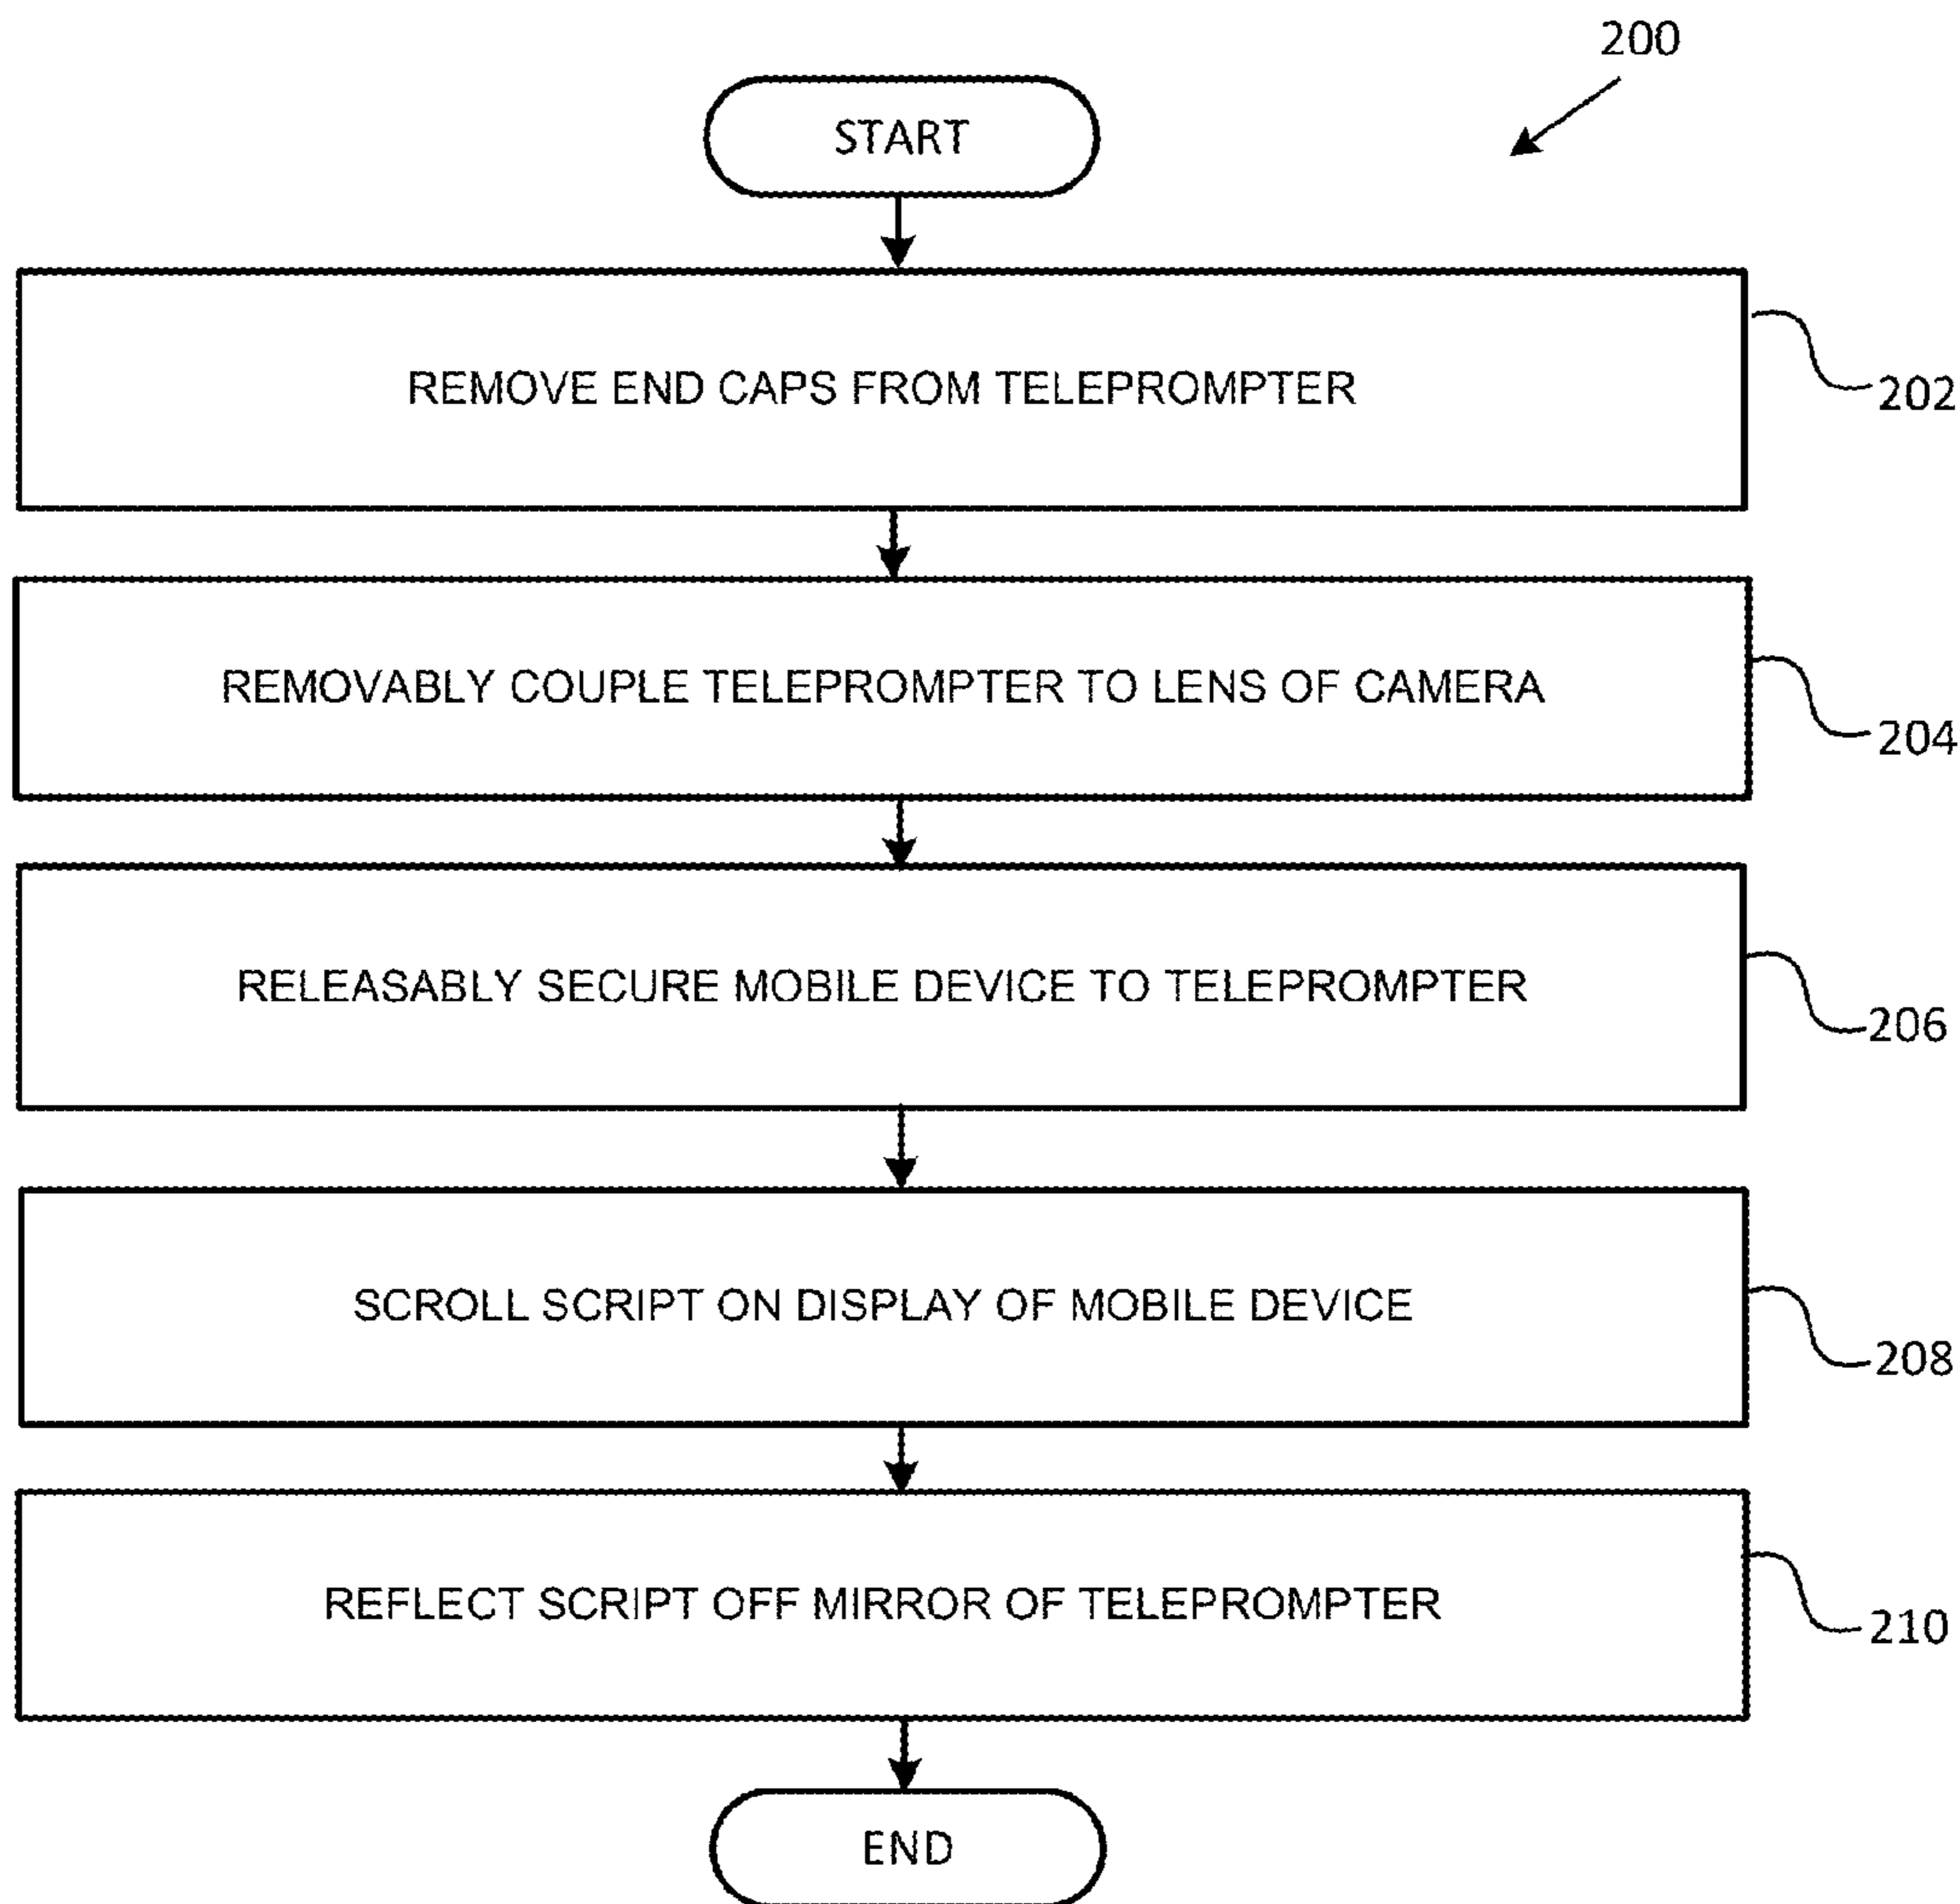 200
START
REMOVE END CAPS FROM TELEPROMPTER
202
REMOVABLY COUPLE TELEPROMPTER TO LENS OF CAMERA
204
RELEASABLY SECURE MOBILE DEVICE TO TELEPROMPTER
206
SCROLL SCRIPT ON DISPLAY OF MOBILE DEVICE
208
REFLECT SCRIPT OFF MIRROR OF TELEPROMPTER
210
END